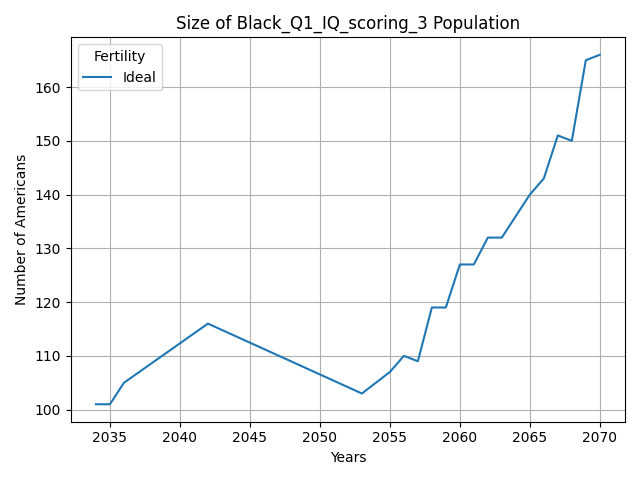 Size of Black_Q1_IQ_scoring_3 Population
Fertility
Ideal
Number of Americans
160
150
140
130
120
110
100
2035 2040 2045 2050 2055 2060 2065 2070
Years